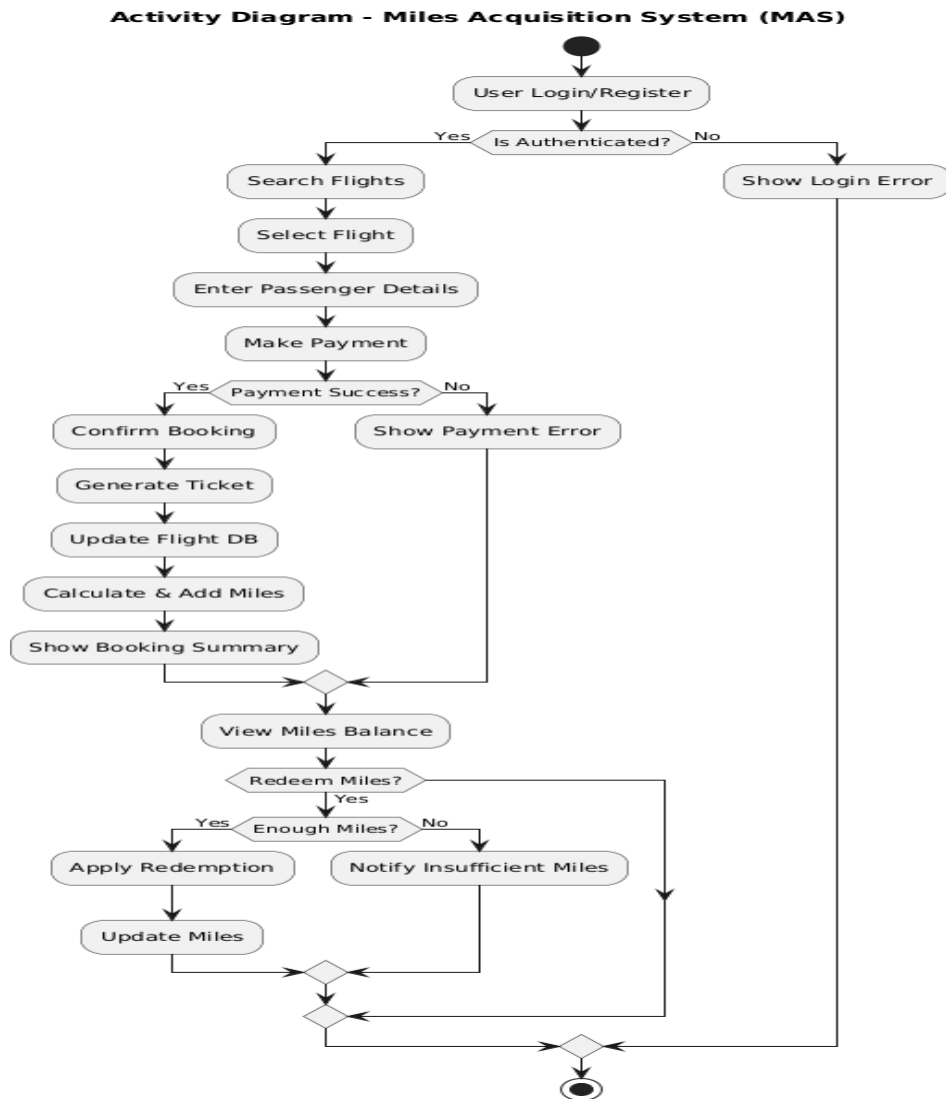 Activity Diagram - Miles Acquisition System (MAS)
User Login/Register
Yes
Is Authenticated?
No
Search Flights
Show Login Error
Select Flight
Enter Passenger Details
Make Payment
Yes
Payment Success?
No
Confirm Booking
Show Payment Error
Generate Ticket
Update Flight DB
Calculate & Add Miles
Show Booking Summary
View Miles Balance
Redeem Miles?
Yes
Yes
Enough Miles?
No
Apply Redemption
Notify Insufficient Miles
Update Miles